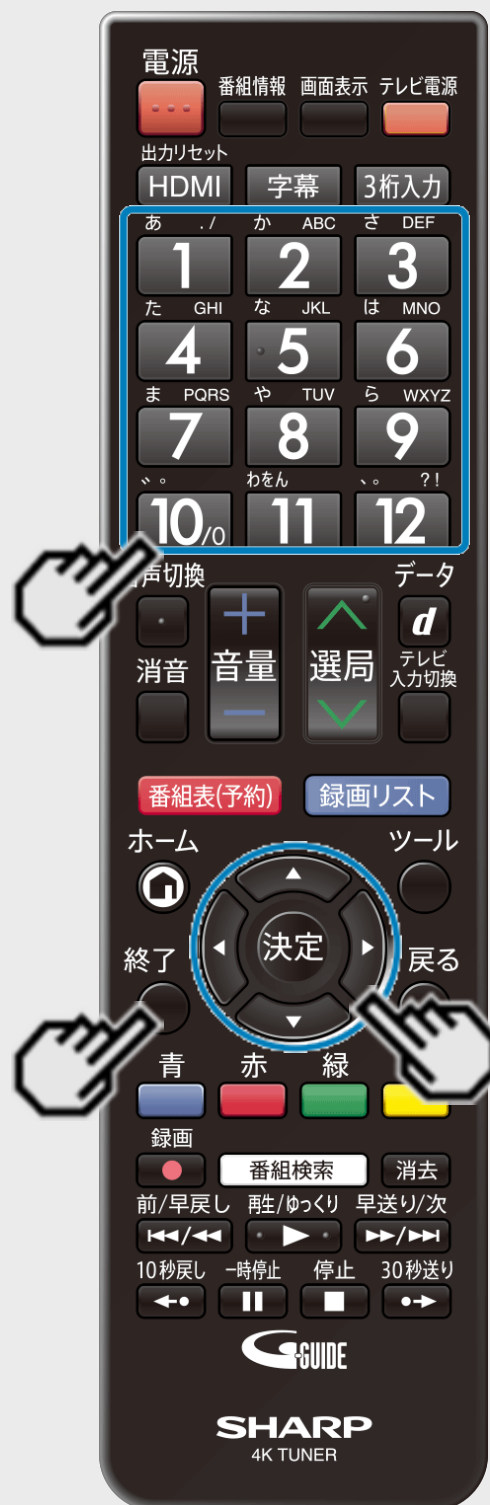 電源
番組情報 画面表示 テレビ電源
出力リセット
HDMI 字幕 3桁入力
あ ./ か ABC さ DEF
1 2 3
た GHI な JKL は MNO
4 5 6
ま PQRS や TUV ら WXYZ
7 8 9
゛゜ わをん 、。 ?!
10/0 11 12
声切換 データ
d
消音 音量 選局 テレビ
入力切換
番組表(予約) 録画リスト
ホーム ツール
決定
終了 戻る
青 赤 緑
録画
番組検索 消去
前/早戻し 再生/ゆっくり 早送り/次
10秒戻し 一時停止 停止 30秒送り
G-GUIDE
SHARP
4K TUNER